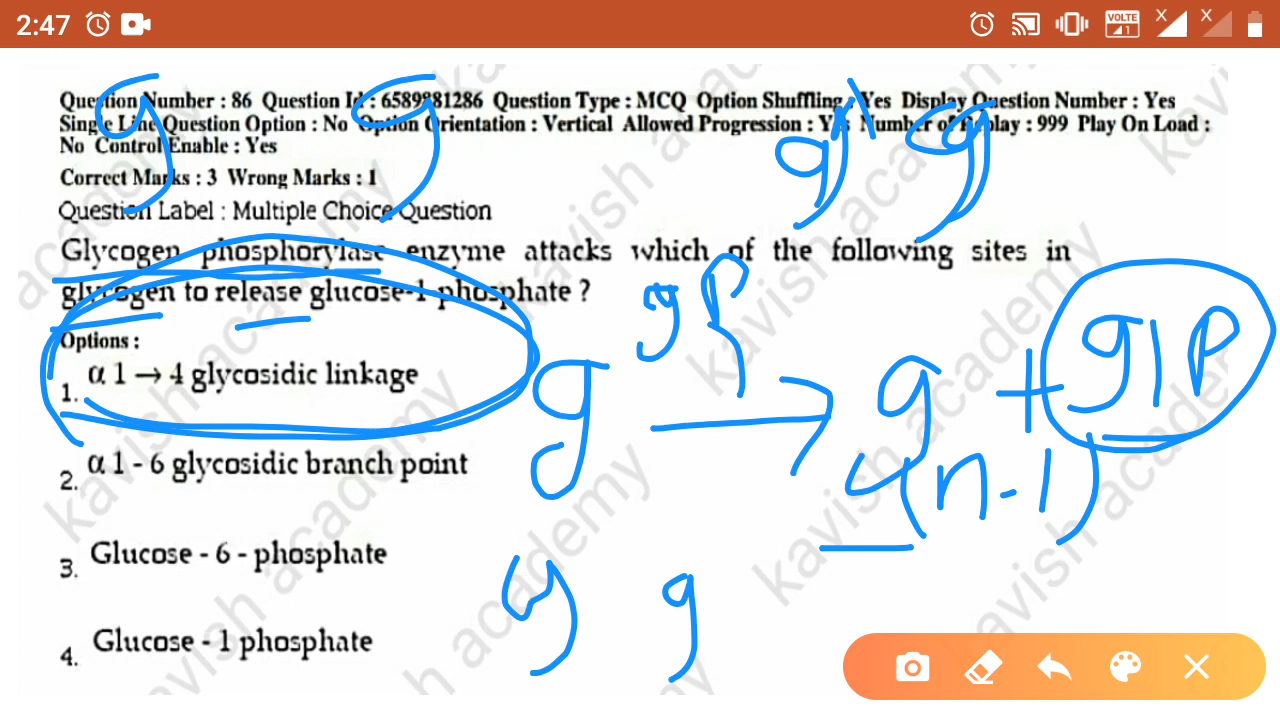 2:47
VOLTE
Question Number : 86 Question Id : 6589881286 Question Type : MCQ Option Shuffling : Yes Display Question Number : Yes
Single Line Question Option : No Option Orientation : Vertical Allowed Progression : Yes Number of Replay : 999 Play On Load :
No Control Enable : Yes
Correct Marks : 3 Wrong Marks : 1
Question Label : Multiple Choice Question
Glycogen phosphorylase enzyme attacks which of the following sites in
glycogen to release glucose-1-phosphate ?
Options :
1. α 1 → 4 glycosidic linkage
2. α 1 - 6 glycosidic branch point
3. Glucose - 6 - phosphate
4. Glucose - 1 phosphate
g g
g g
gp
g → g + g1p
(n-1)
g g
kavish academy